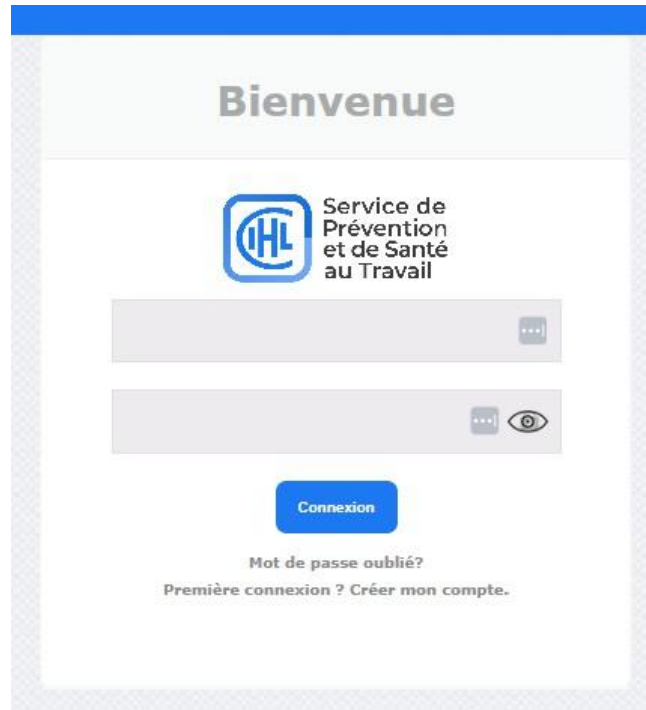 Bienvenue
CIHL
Service de
Prévention
et de Santé
au Travail
Connexion
Mot de passe oublié?
Première connexion ? Créer mon compte.